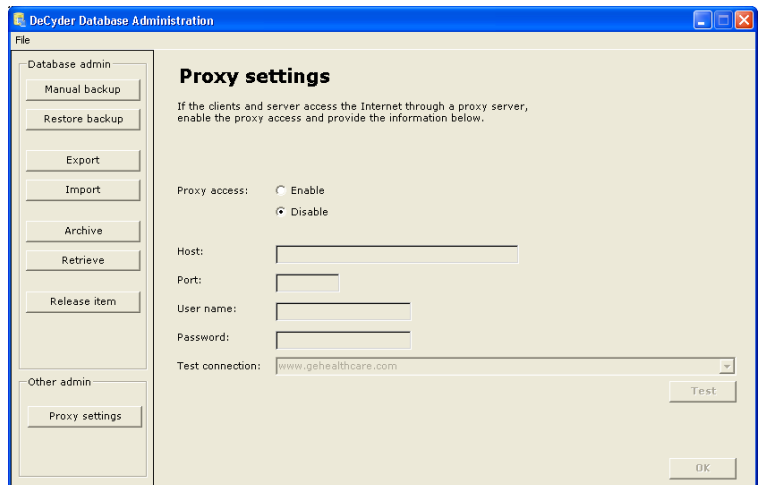 DeCyder Database Administration
File
Database admin
Manual backup
Restore backup
Export
Import
Archive
Retrieve
Release item
Other admin
Proxy settings
Proxy settings
If the clients and server access the Internet through a proxy server,
enable the proxy access and provide the information below.
Proxy access:
Enable
Disable
Host:
Port:
User name:
Password:
Test connection: www.gehealthcare.com
Test
OK